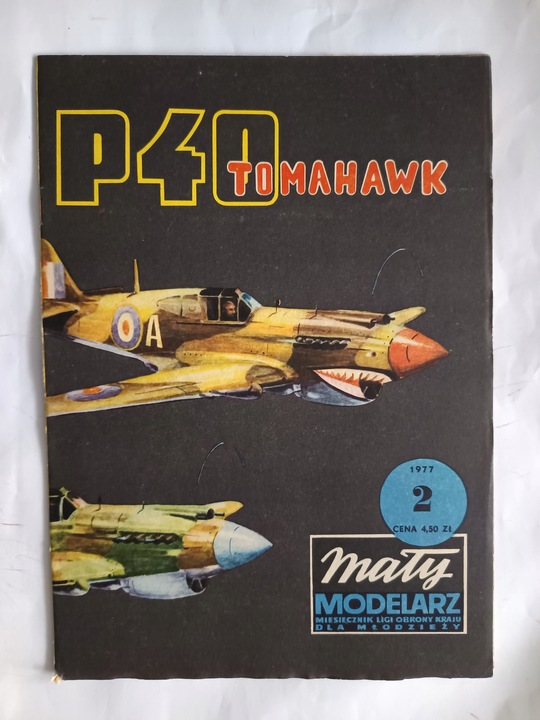 P40
TOMAHAWK
A
1977
2
CENA 4,50 ZŁ
mały
MODELARZ
MIESIĘCZNIK LIGI OBRONY KRAJU
DLA MŁODZIEŻY